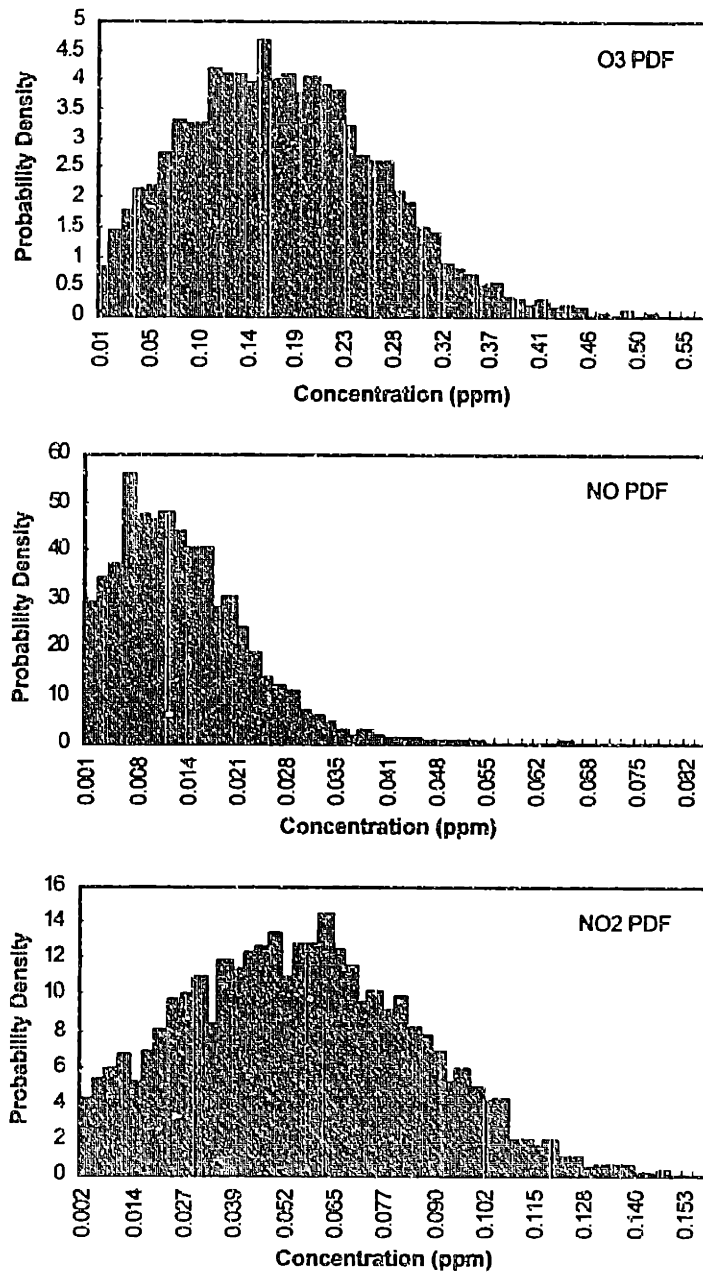 O3 PDF
Probability Density
5
4.5
4
3.5
3
2.5
2
1.5
1
0.5
0
0.01 0.05 0.10 0.14 0.16 0.19 0.23 0.28 0.32 0.37 0.41 0.46 0.50 0.55
Concentration (ppm)
NO PDF
Probability Density
60
50
40
30
20
10
0
0.001 0.008 0.014 0.021 0.028 0.035 0.041 0.048 0.055 0.062 0.068 0.075 0.082
Concentration (ppm)
NO2 PDF
Probability Density
16
14
12
10
8
6
4
2
0
0.002 0.014 0.027 0.039 0.052 0.065 0.077 0.090 0.102 0.115 0.128 0.140 0.153
Concentration (ppm)